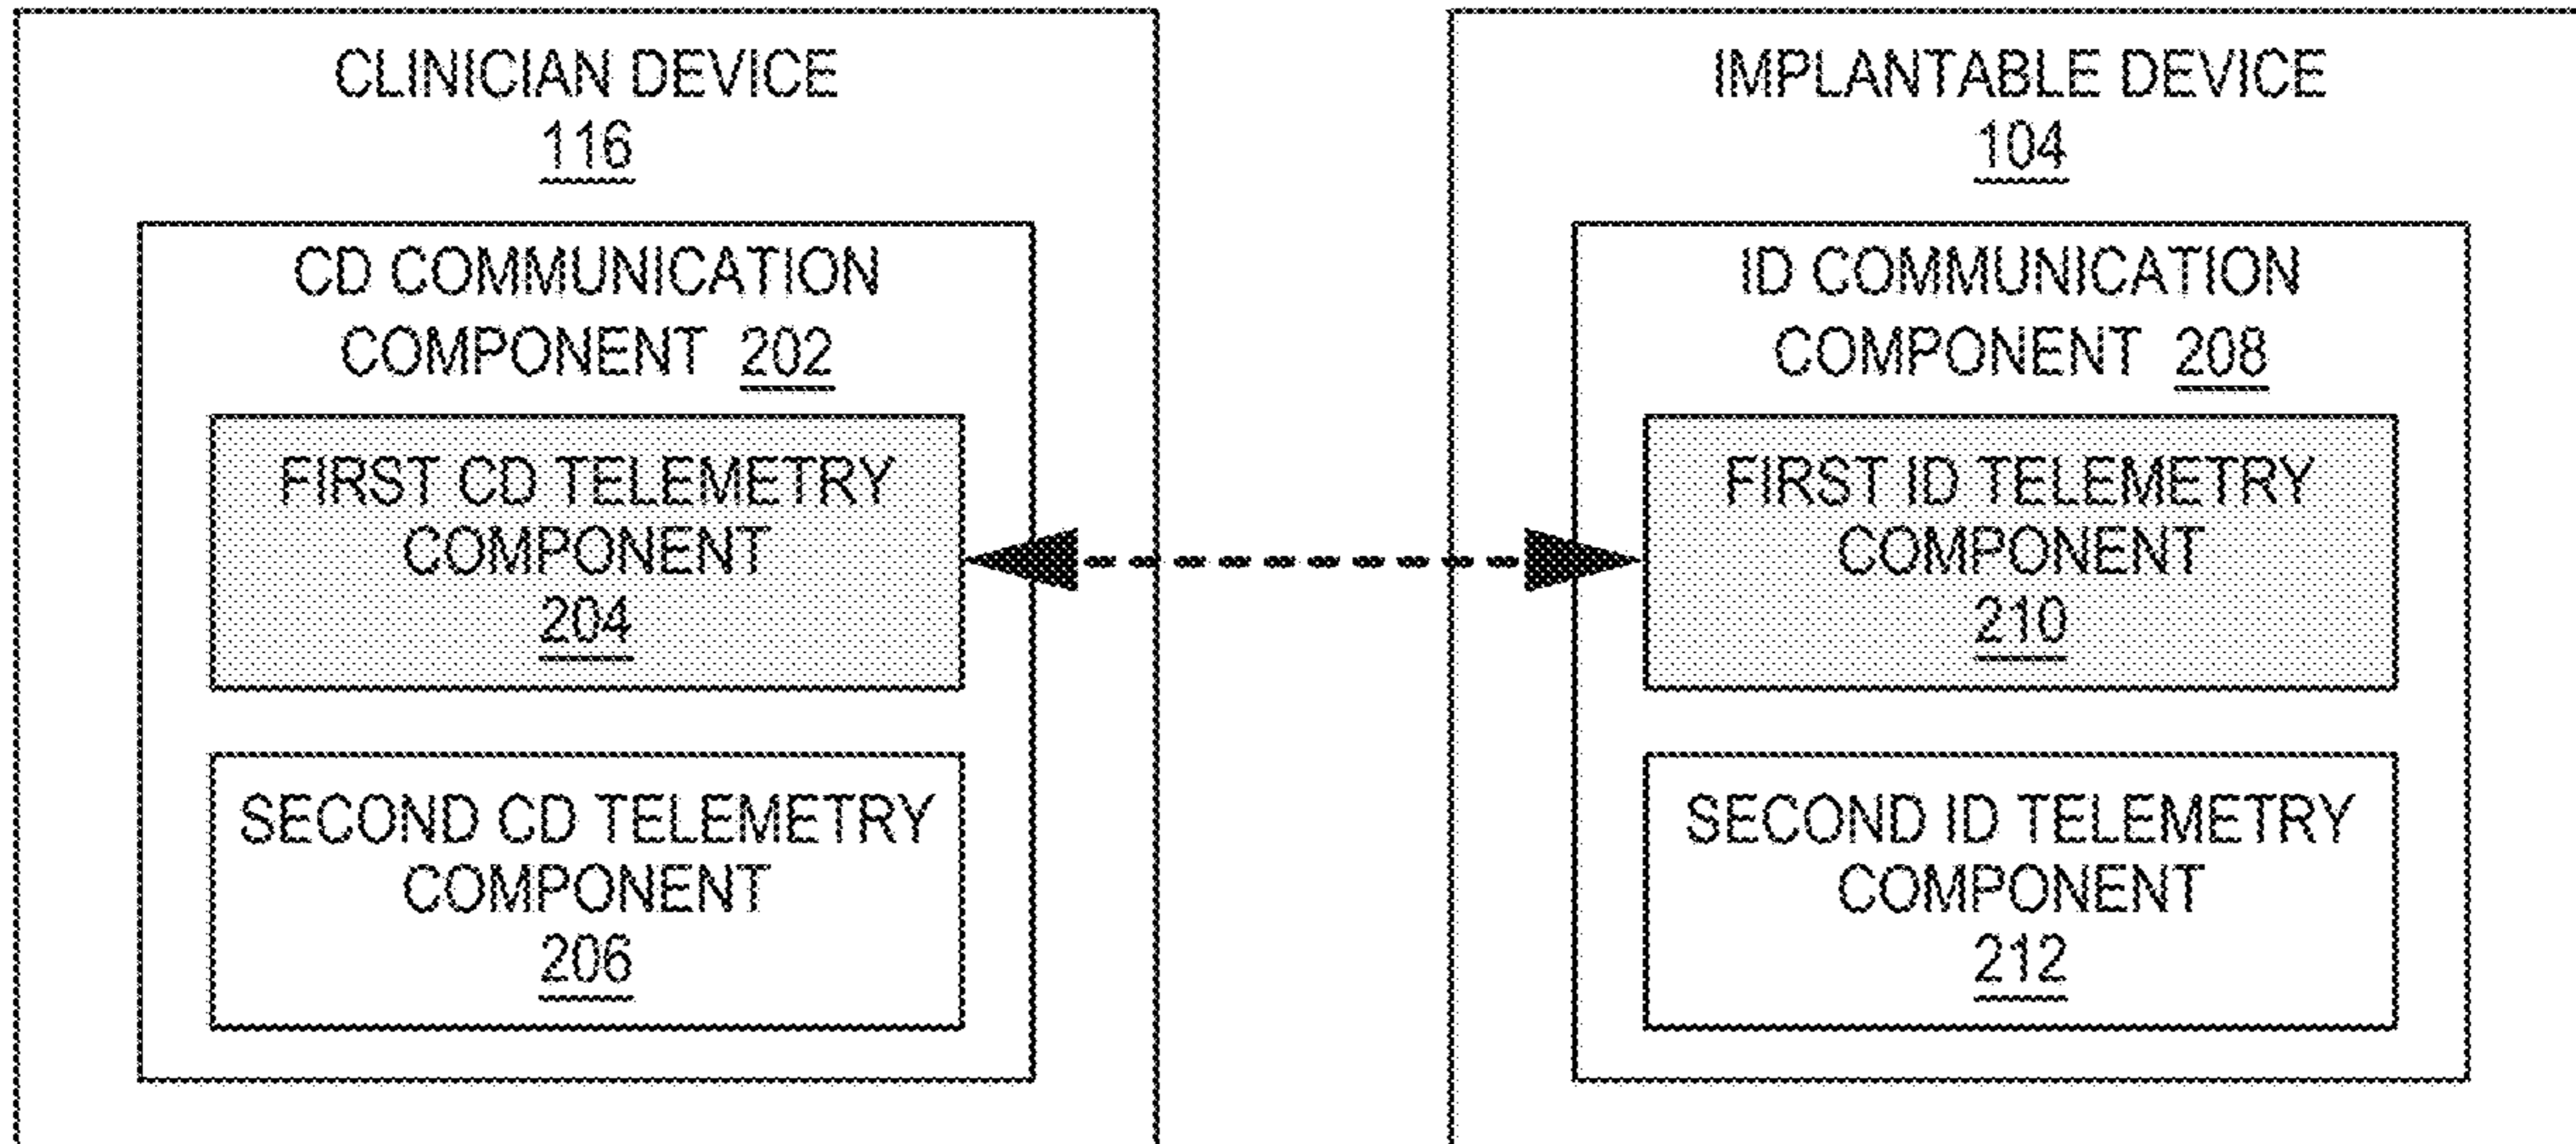 CLINICIAN DEVICE
116
CD COMMUNICATION
COMPONENT 202
FIRST CD TELEMETRY
COMPONENT
204
SECOND CD TELEMETRY
COMPONENT
206
IMPLANTABLE DEVICE
104
ID COMMUNICATION
COMPONENT 208
FIRST ID TELEMETRY
COMPONENT
210
SECOND ID TELEMETRY
COMPONENT
212